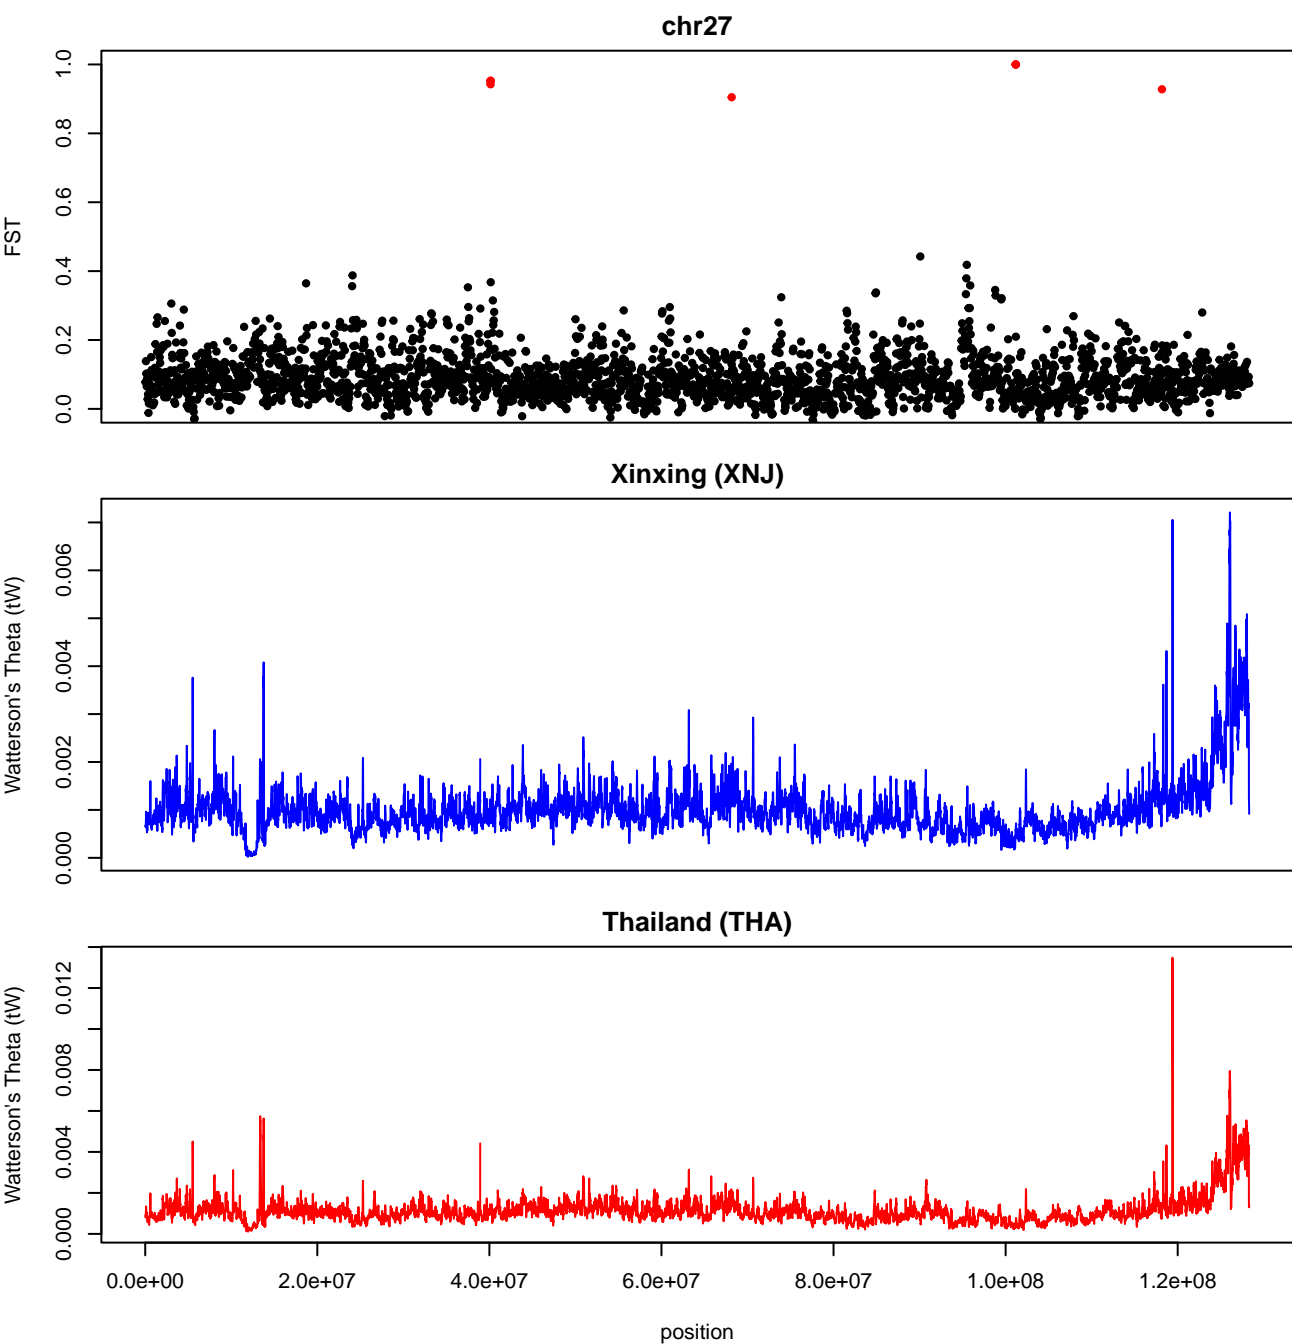 chr27
FST
1.0
0.8
0.6
0.4
0.2
0.0
Xinxing (XNJ)
Watterson's Theta (tW)
0.006
0.004
0.002
0.000
Thailand (THA)
Watterson's Theta (tW)
0.012
0.008
0.004
0.000
0.0e+00 2.0e+07 4.0e+07 6.0e+07 8.0e+07 1.0e+08 1.2e+08
position